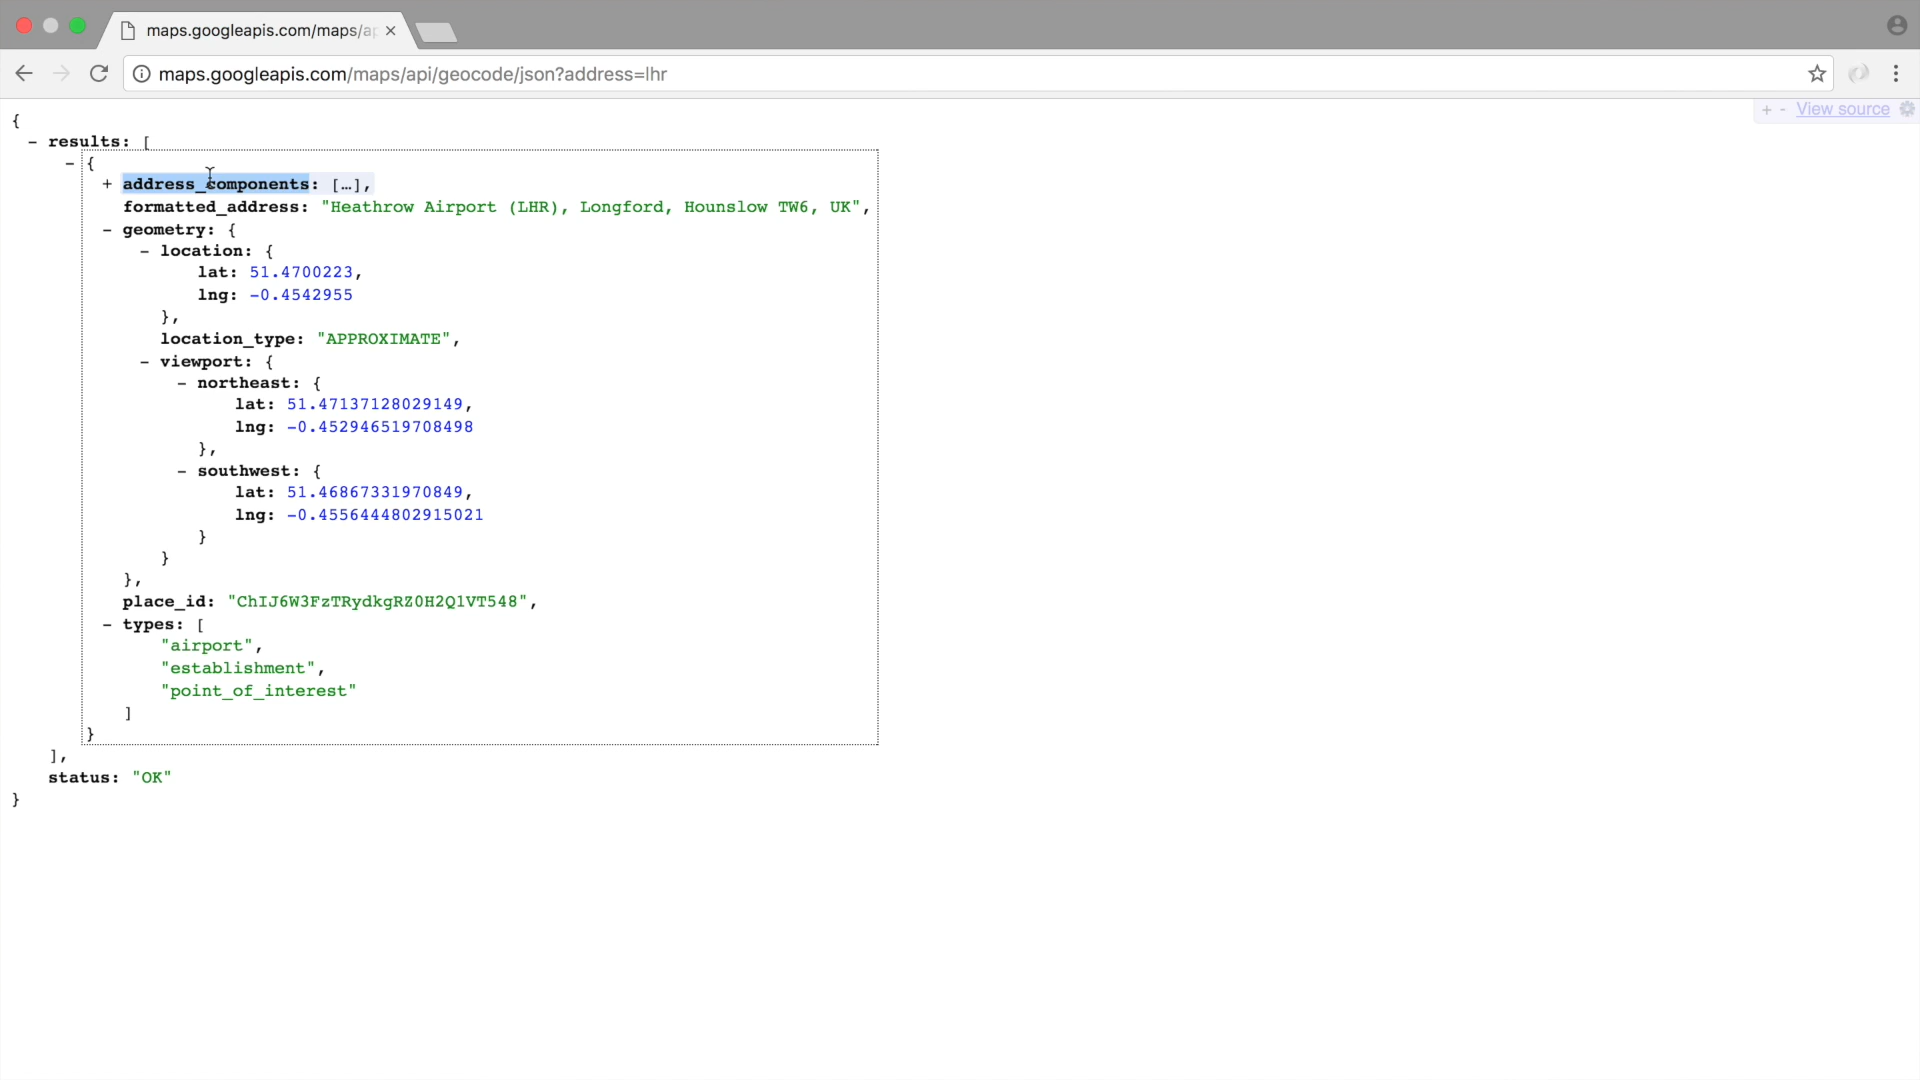 maps.googleapis.com/maps/ap
maps.googleapis.com/maps/api/geocode/json?address=lhr
+ - View source
{
- results: [
- {
+ address_components: […],
formatted_address: "Heathrow Airport (LHR), Longford, Hounslow TW6, UK",
- geometry: {
- location: {
lat: 51.4700223,
lng: -0.4542955
},
location_type: "APPROXIMATE",
- viewport: {
- northeast: {
lat: 51.47137128029149,
lng: -0.452946519708498
},
- southwest: {
lat: 51.46867331970849,
lng: -0.4556444802915021
}
}
},
place_id: "ChIJ6W3FzTRydkgRZ0H2Q1VT548",
- types: [
"airport",
"establishment",
"point_of_interest"
]
}
],
status: "OK"
}